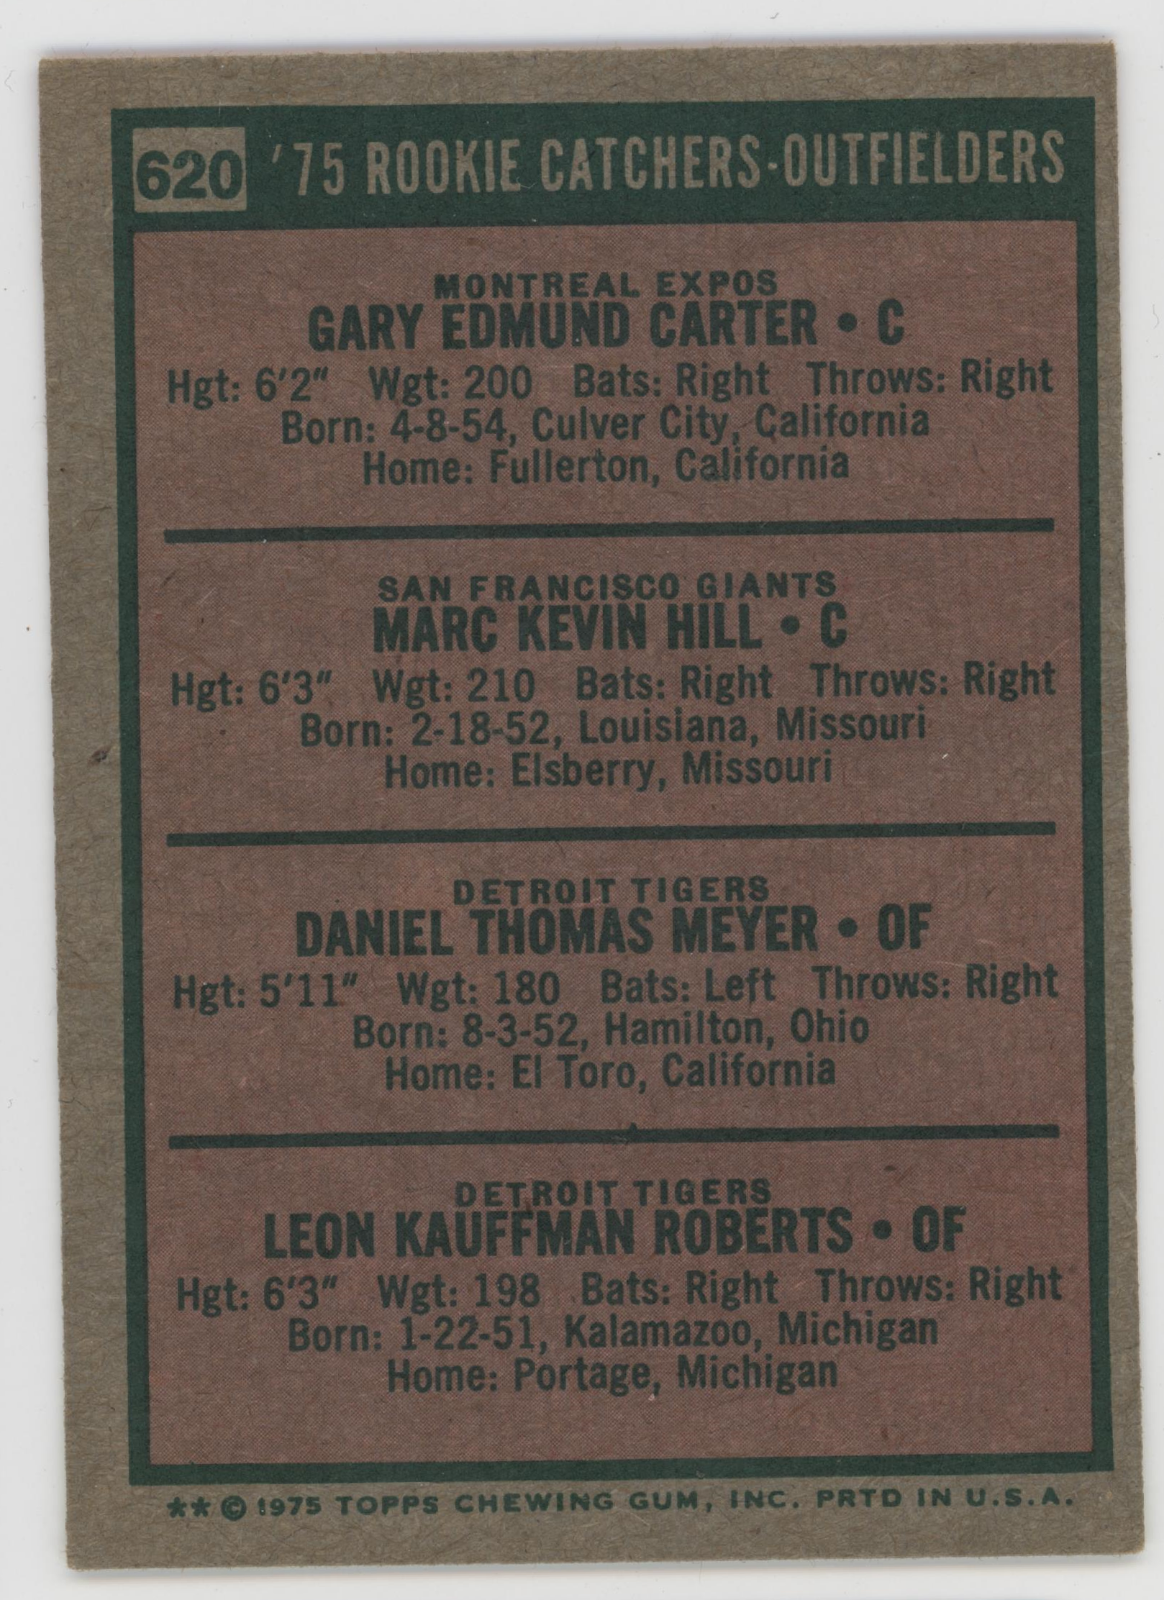 620 '75 ROOKIE CATCHERS-OUTFIELDERS
MONTREAL EXPOS
GARY EDMUND CARTER • C
Hgt: 6'2" Wgt: 200 Bats: Right Throws: Right
Born: 4-8-54, Culver City, California
Home: Fullerton, California
SAN FRANCISCO GIANTS
MARC KEVIN HILL • C
Hgt: 6'3" Wgt: 210 Bats: Right Throws: Right
Born: 2-18-52, Louisiana, Missouri
Home: Elsberry, Missouri
DETROIT TIGERS
DANIEL THOMAS MEYER • OF
Hgt: 5'11" Wgt: 180 Bats: Left Throws: Right
Born: 8-3-52, Hamilton, Ohio
Home: El Toro, California
DETROIT TIGERS
LEON KAUFFMAN ROBERTS • OF
Hgt: 6'3" Wgt: 198 Bats: Right Throws: Right
Born: 1-22-51, Kalamazoo, Michigan
Home: Portage, Michigan
** © 1975 TOPPS CHEWING GUM, INC. PRTD IN U.S.A.